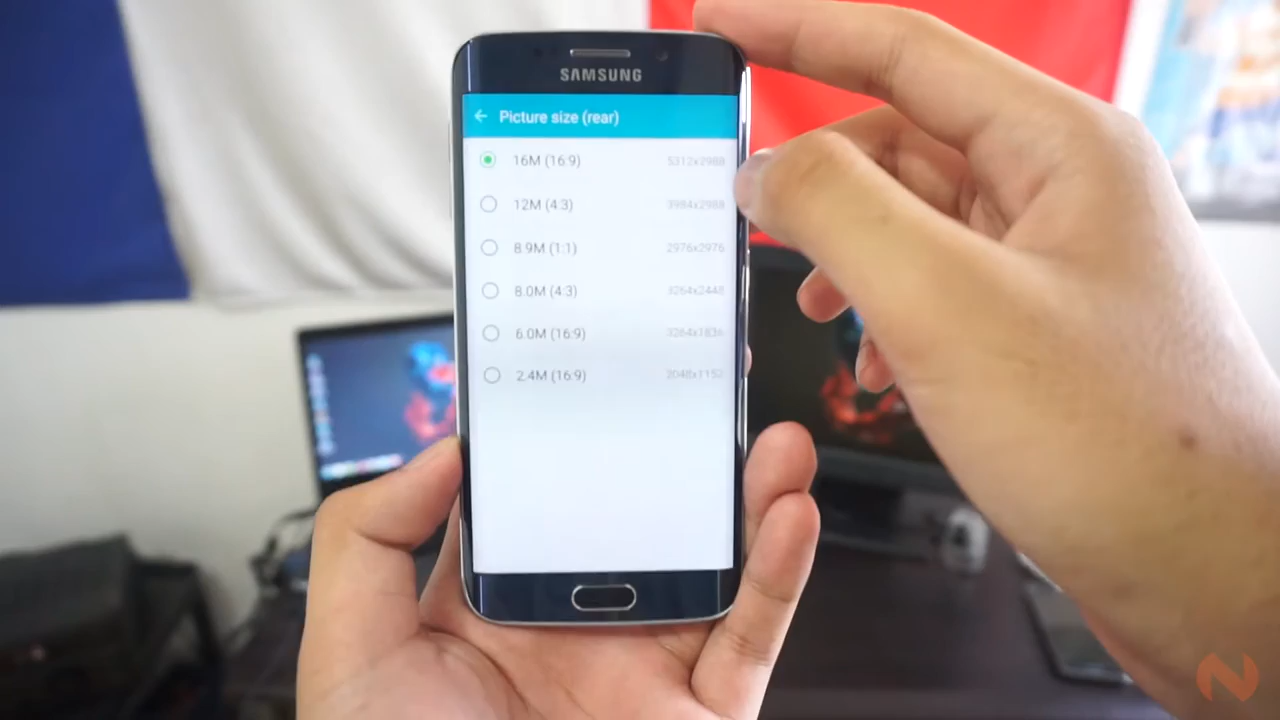 SAMSUNG
Picture size (rear)
16M (16:9) 5312x2988
12M (4:3) 3984x2988
8.9M (1:1) 2976x2976
8.0M (4:3) 3264x2448
6.0M (16:9) 3264x1836
2.4M (16:9) 2048x1152